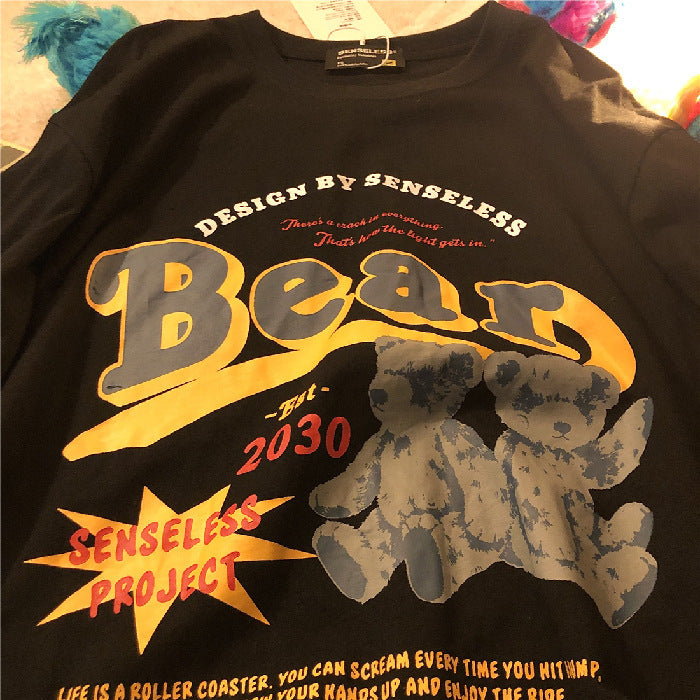 SENSELESS
DESIGN BY SENSELESS
"There's a crack in everything.
That's how the light gets in."
Bear
~Est~
2030
SENSELESS
PROJECT
LIFE IS A ROLLER COASTER. YOU CAN SCREAM EVERY TIME YOU HIT
YOUR HANDS UP AND ENJOY THE RIDE